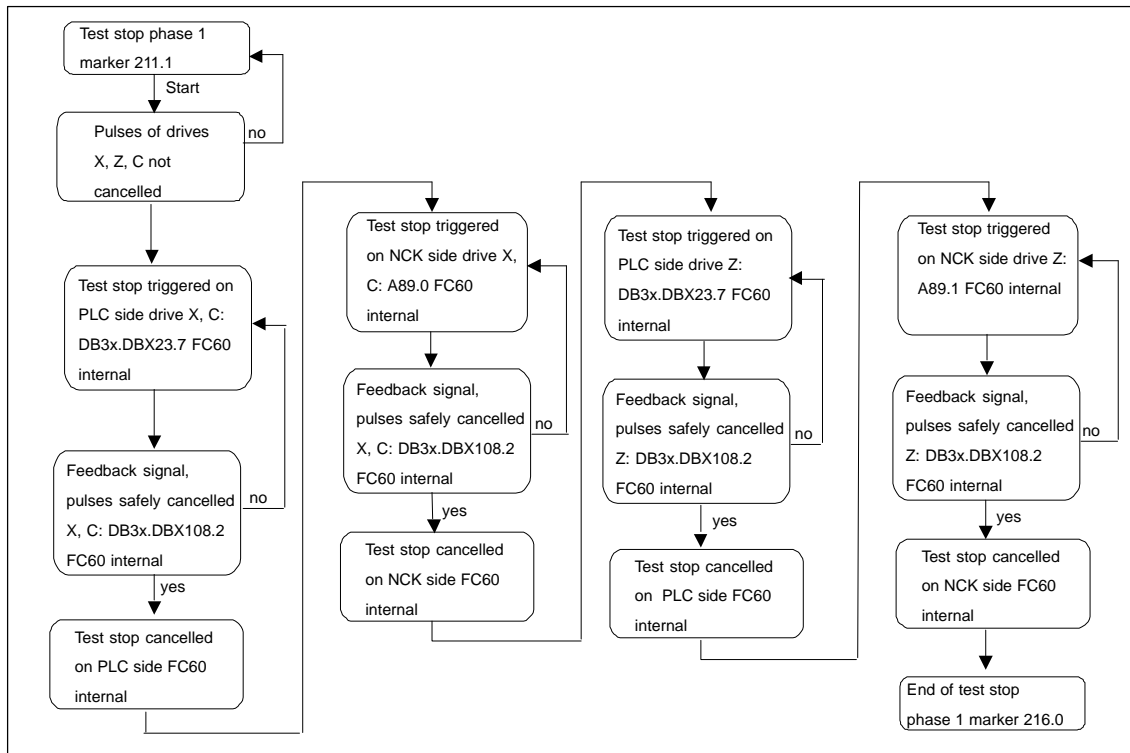 Test stop phase 1
marker 211.1
Start
Pulses of drives
X, Z, C not
cancelled
no
Test stop triggered on
PLC side drive X, C:
DB3x.DBX23.7 FC60
internal
Feedback signal,
pulses safely cancelled
X, C: DB3x.DBX108.2
FC60 internal
no
yes
Test stop cancelled
on PLC side FC60
internal
Test stop triggered
on NCK side drive X,
C: A89.0 FC60
internal
Feedback signal,
pulses safely cancelled
X, C: DB3x.DBX108.2
FC60 internal
no
yes
Test stop cancelled
on NCK side FC60
internal
Test stop triggered on
PLC side drive Z:
DB3x.DBX23.7 FC60
internal
Feedback signal,
pulses safely cancelled
Z: DB3x.DBX108.2
FC60 internal
no
yes
Test stop cancelled
on PLC side FC60
internal
Test stop triggered
on NCK side drive Z:
A89.1 FC60 internal
Feedback signal,
pulses safely cancelled
Z: DB3x.DBX108.2
FC60 internal
no
yes
Test stop cancelled
on NCK side FC60
internal
End of test stop
phase 1 marker 216.0